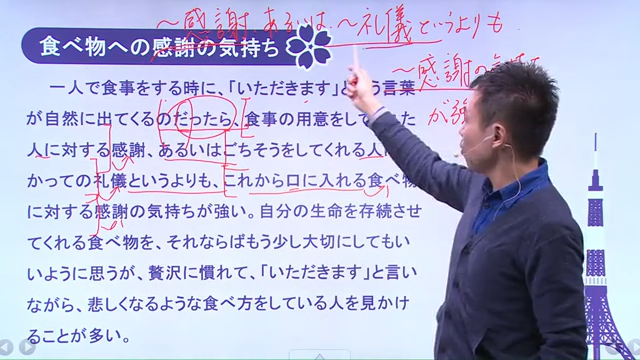 〜感謝、あるいは、〜礼儀というよりも
〜感謝の気持ち
が強
食べ物への感謝の気持ち
一人で食事をする時に、「いただきます」という言葉
が自然に出てくるのだったら、食事の用意をして
た
人に対する感謝、あるいはごちそうをしてくれる人
かっての礼儀というよりも、これから口に入れる食べ物
に対する感謝の気持ちが強い。自分の生命を存続させ
てくれる食べ物を、それならばもう少し大切にしてもい
いように思うが、贅沢に慣れて、「いただきます」と言い
ながら、悲しくなるような食べ方をしている人を見かけ
ることが多い。